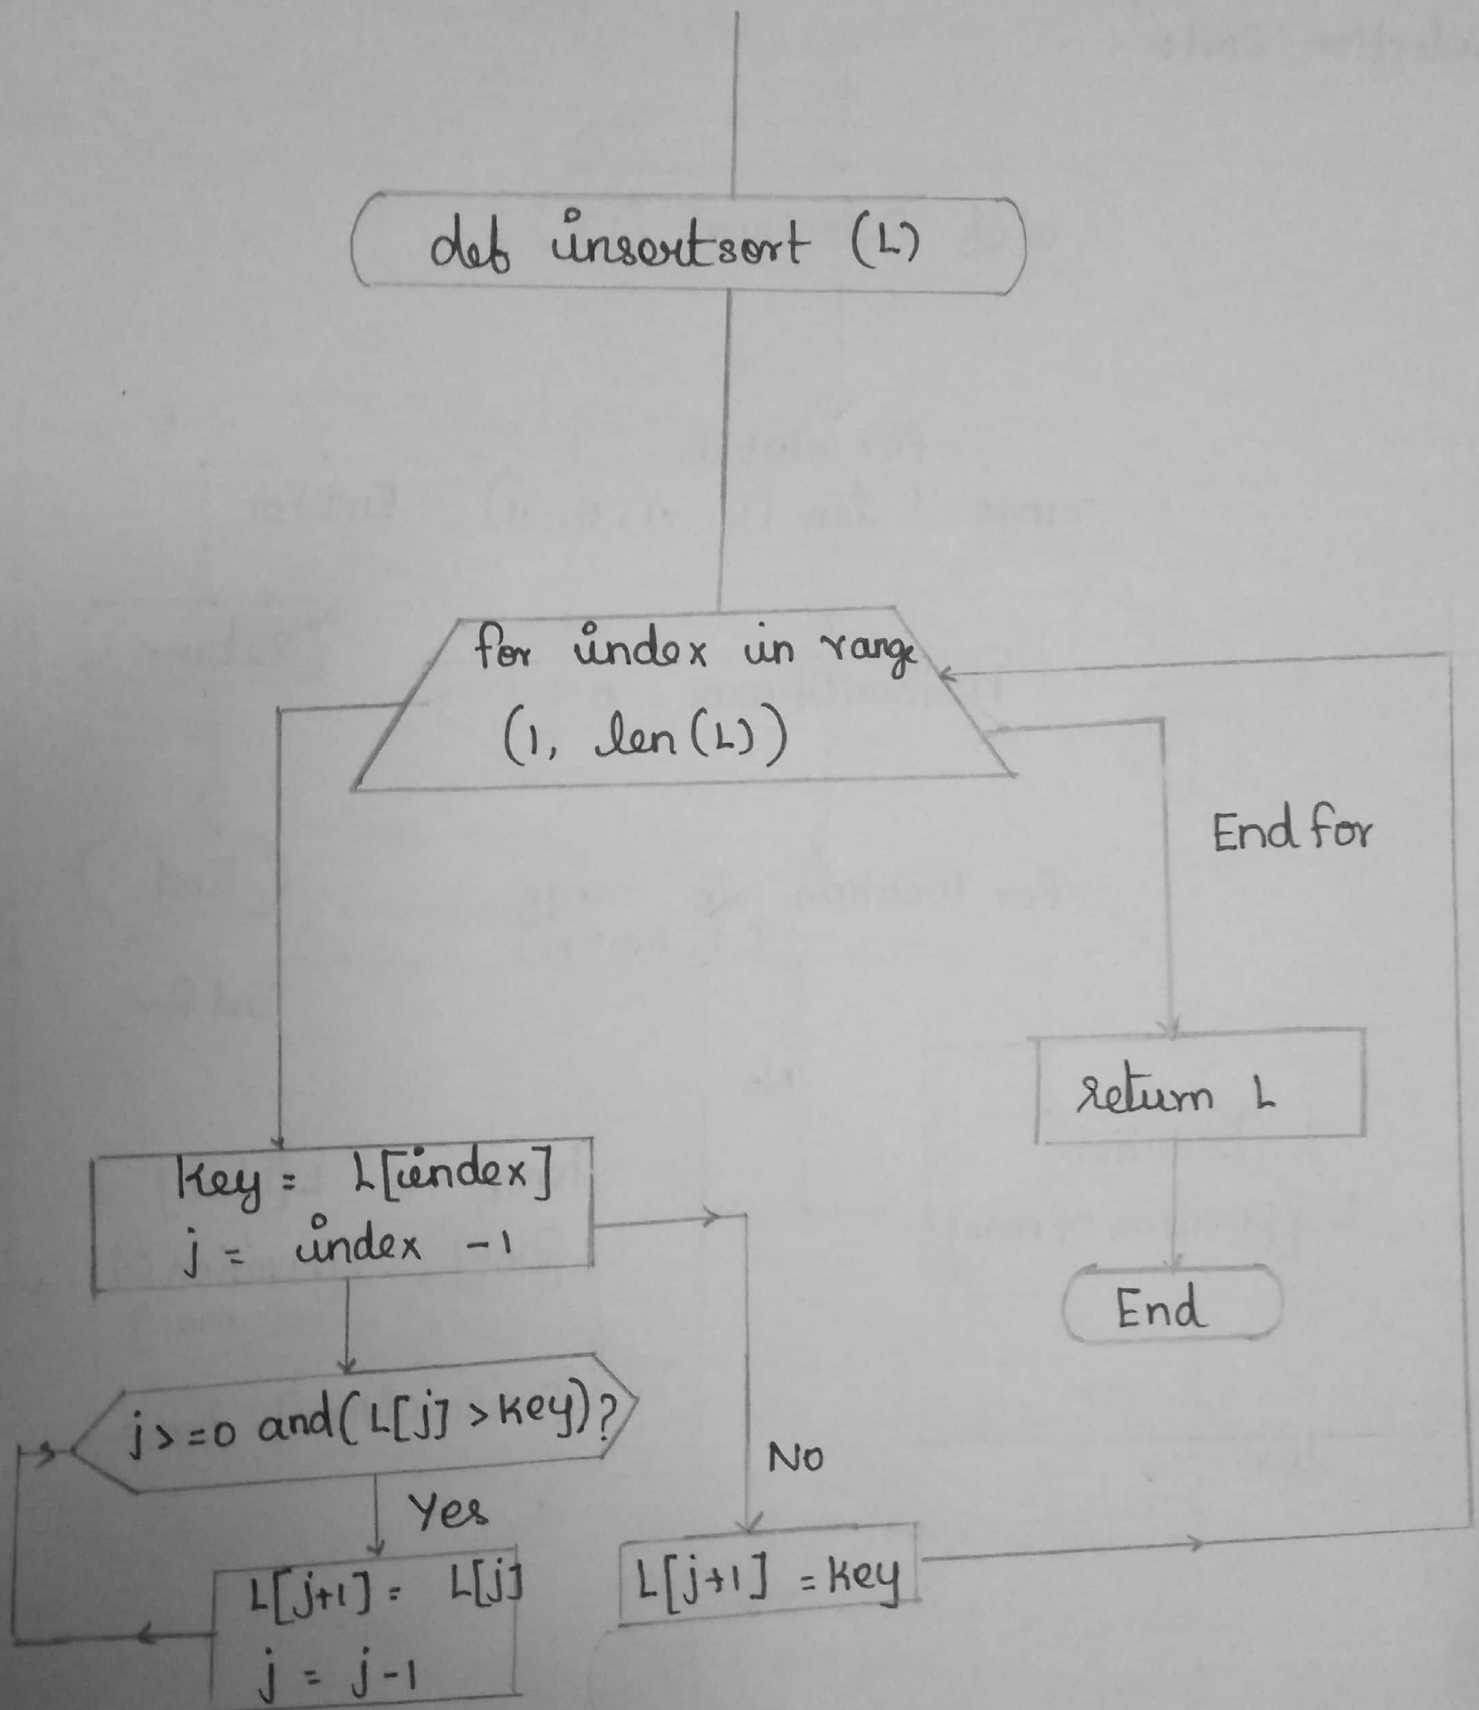 def insertsort (L)
for index in range
(1, len(L))
End for
return L
End
Key = L[index]
j = index -1
j>=0 and (L[j] > key)?
Yes
No
L[j+1] = L[j]
j = j-1
L[j+1] = key